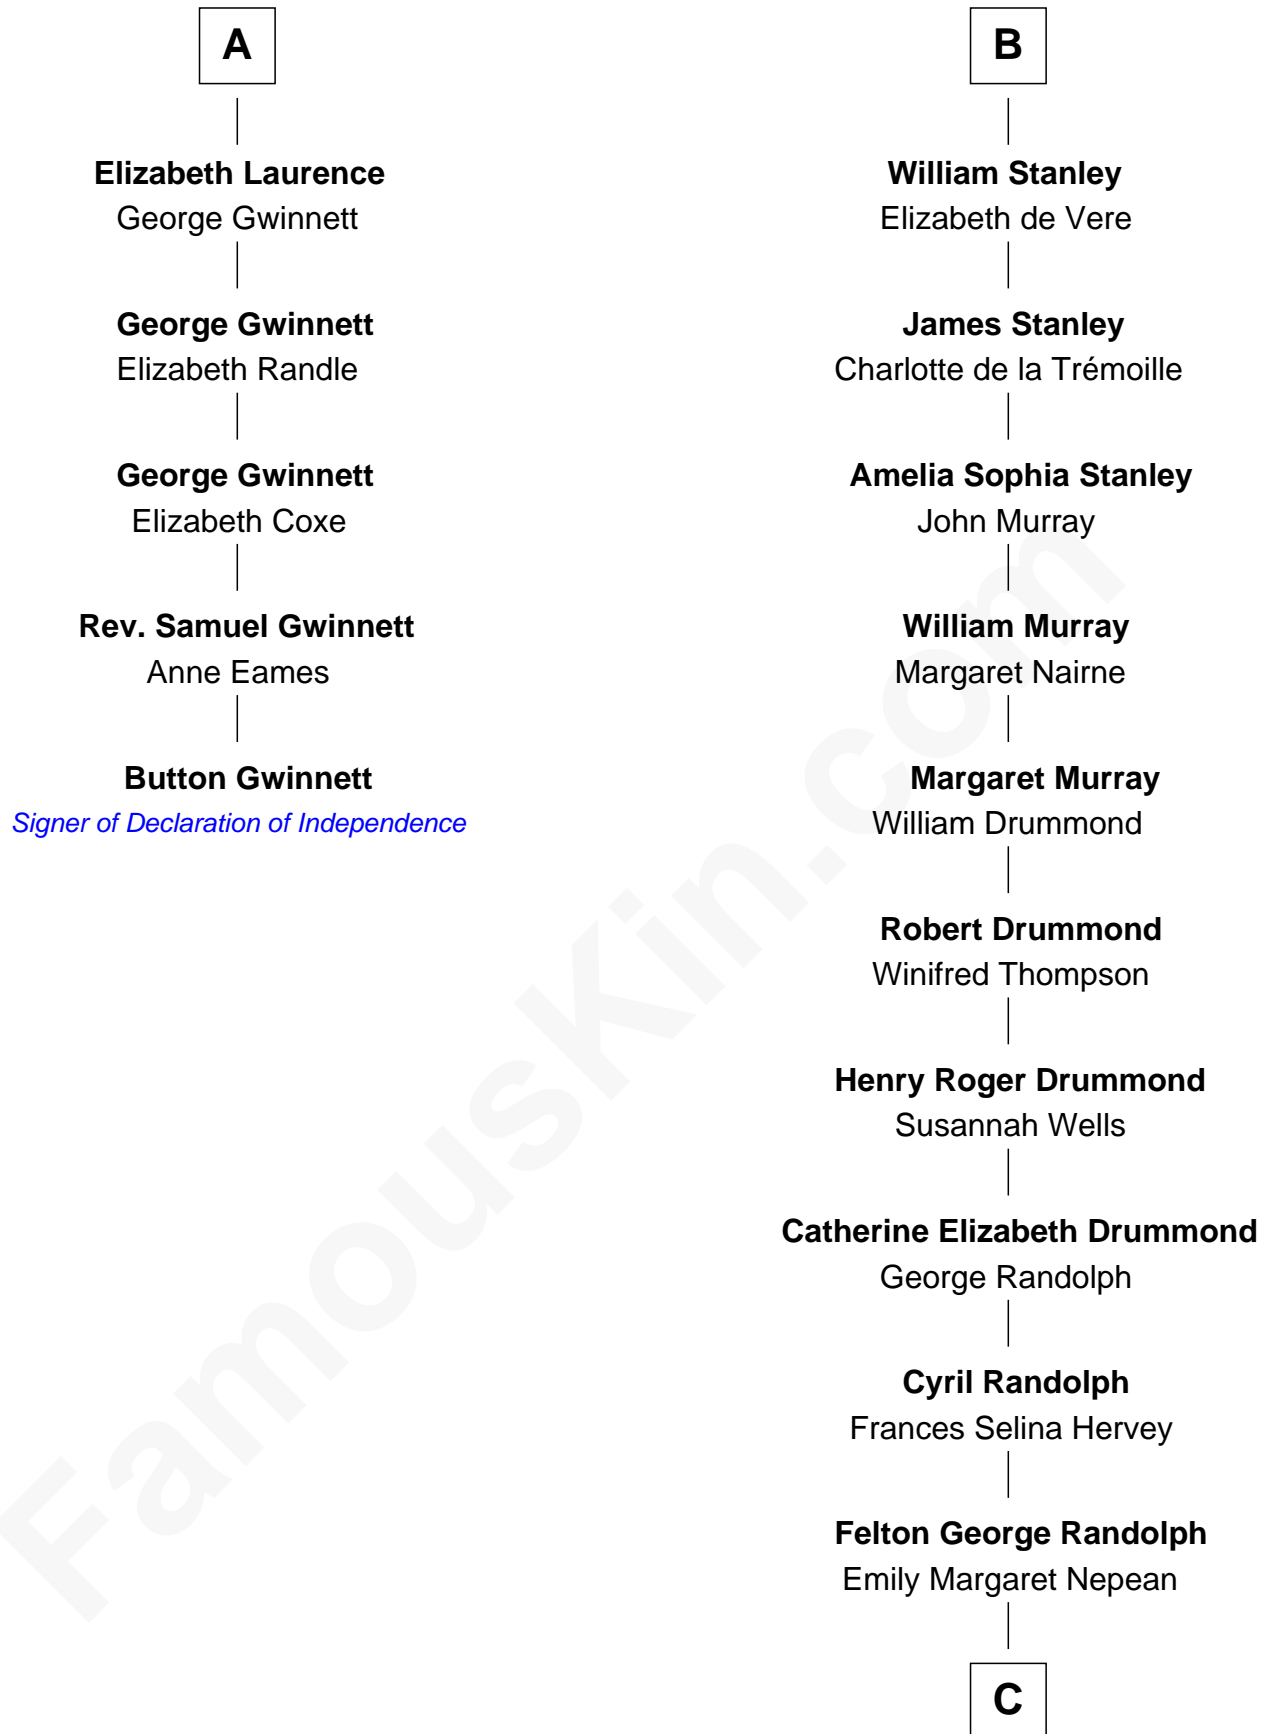 A
Elizabeth Laurence
George Gwinnett
George Gwinnett
Elizabeth Randle
George Gwinnett
Elizabeth Coxe
Rev. Samuel Gwinnett
Anne Eames
Button Gwinnett
Signer of Declaration of Independence
B
William Stanley
Elizabeth de Vere
James Stanley
Charlotte de la Trémoille
Amelia Sophia Stanley
John Murray
William Murray
Margaret Nairne
Margaret Murray
William Drummond
Robert Drummond
Winifred Thompson
Henry Roger Drummond
Susannah Wells
Catherine Elizabeth Drummond
George Randolph
Cyril Randolph
Frances Selina Hervey
Felton George Randolph
Emily Margaret Nepean
C
FamousKin.com